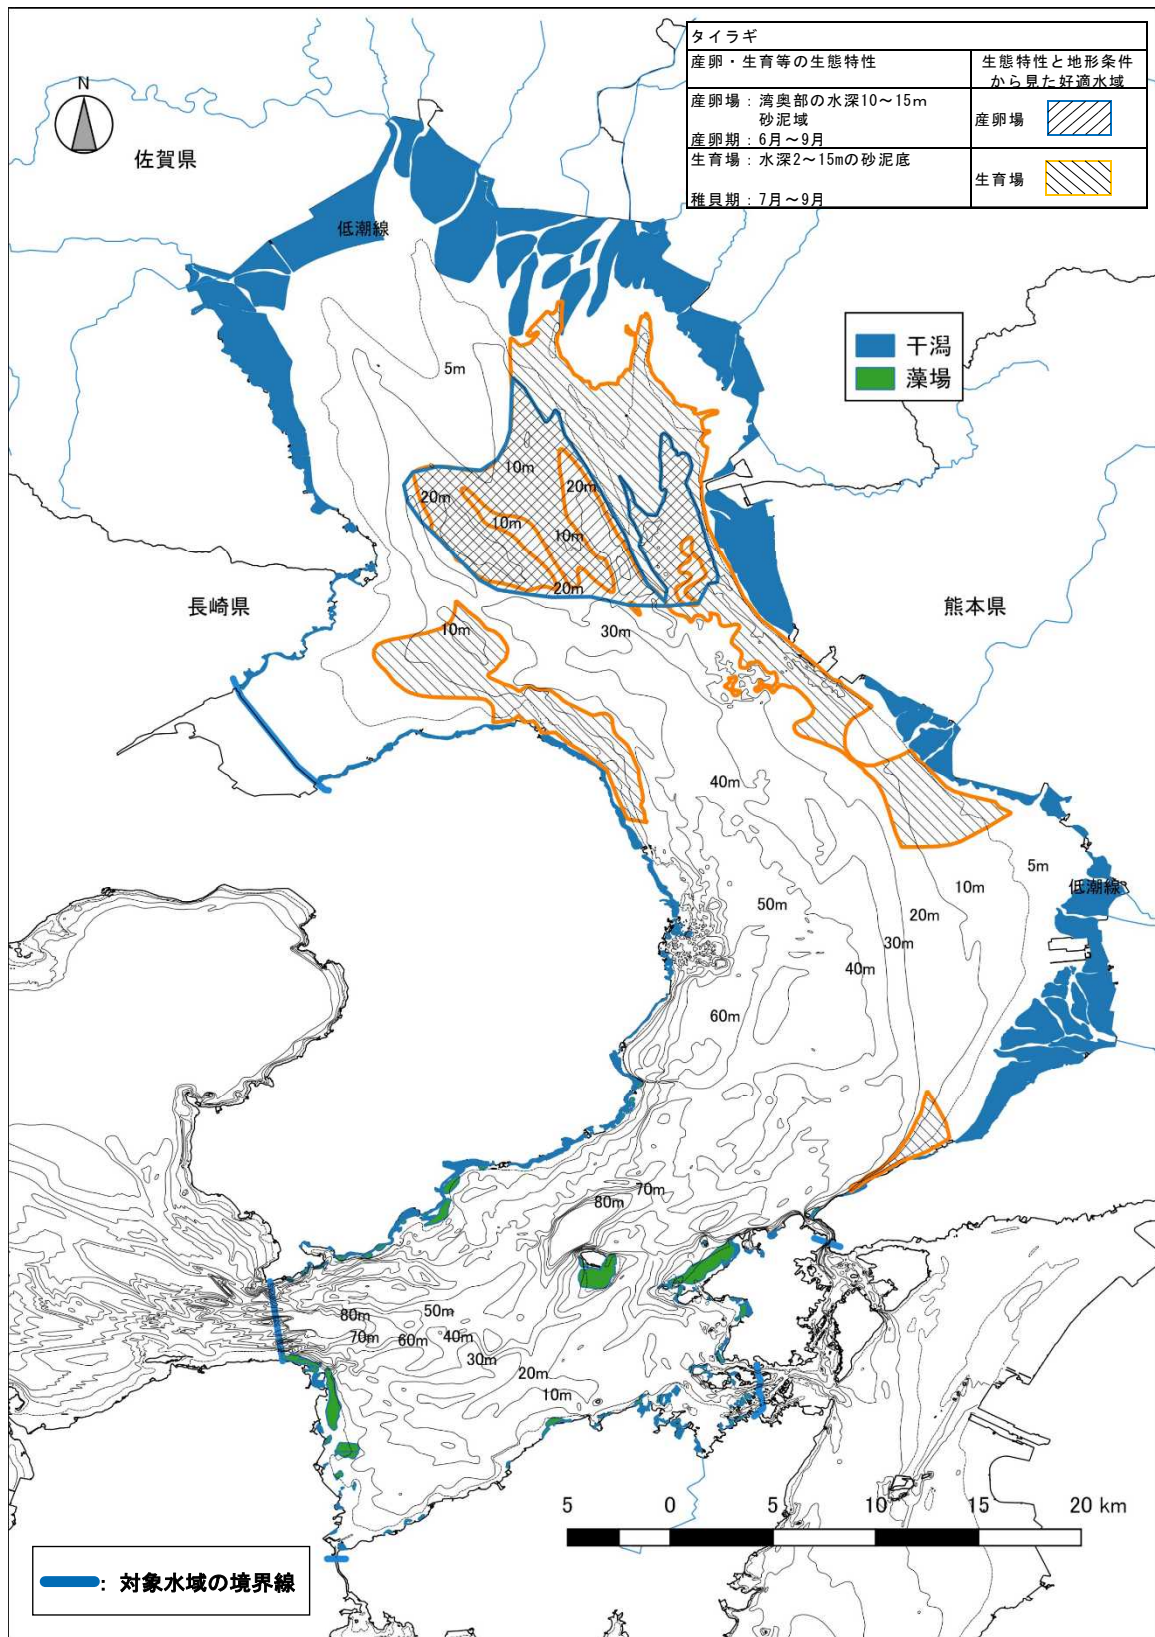 タイラギ
産卵・生育等の生態特性
生態特性と地形条件
から見た好適水域
産卵場：湾奥部の水深10～15m
砂泥域
産卵期：6月～9月
産卵場
生育場：水深2～15mの砂泥底
稚貝期：7月～9月
生育場
N
佐賀県
低潮線
干潟
藻場
5m
10m
20m
20m
10m
10m
20m
長崎県
熊本県
10m
30m
40m
5m
10m
低潮線
50m
20m
30m
40m
60m
70m
80m
50m
80m
40m
70m
60m
30m
20m
10m
5 0 5 10 15 20 km
：対象水域の境界線